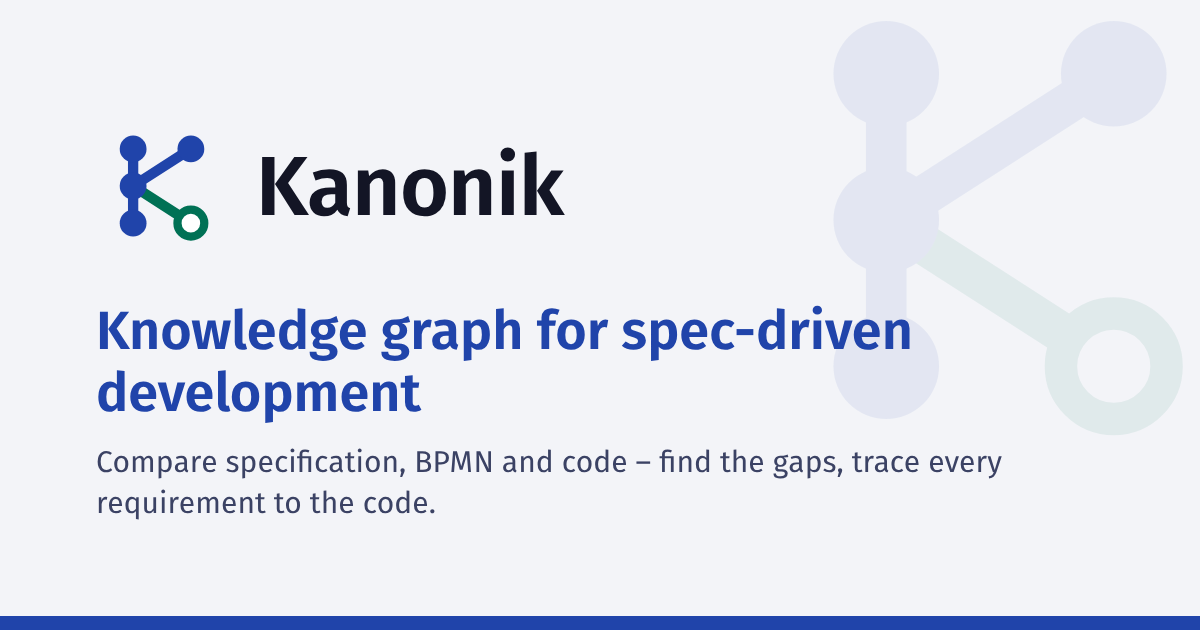 Kanonik
Knowledge graph for spec-driven
development
Compare specification, BPMN and code – find the gaps, trace every
requirement to the code.